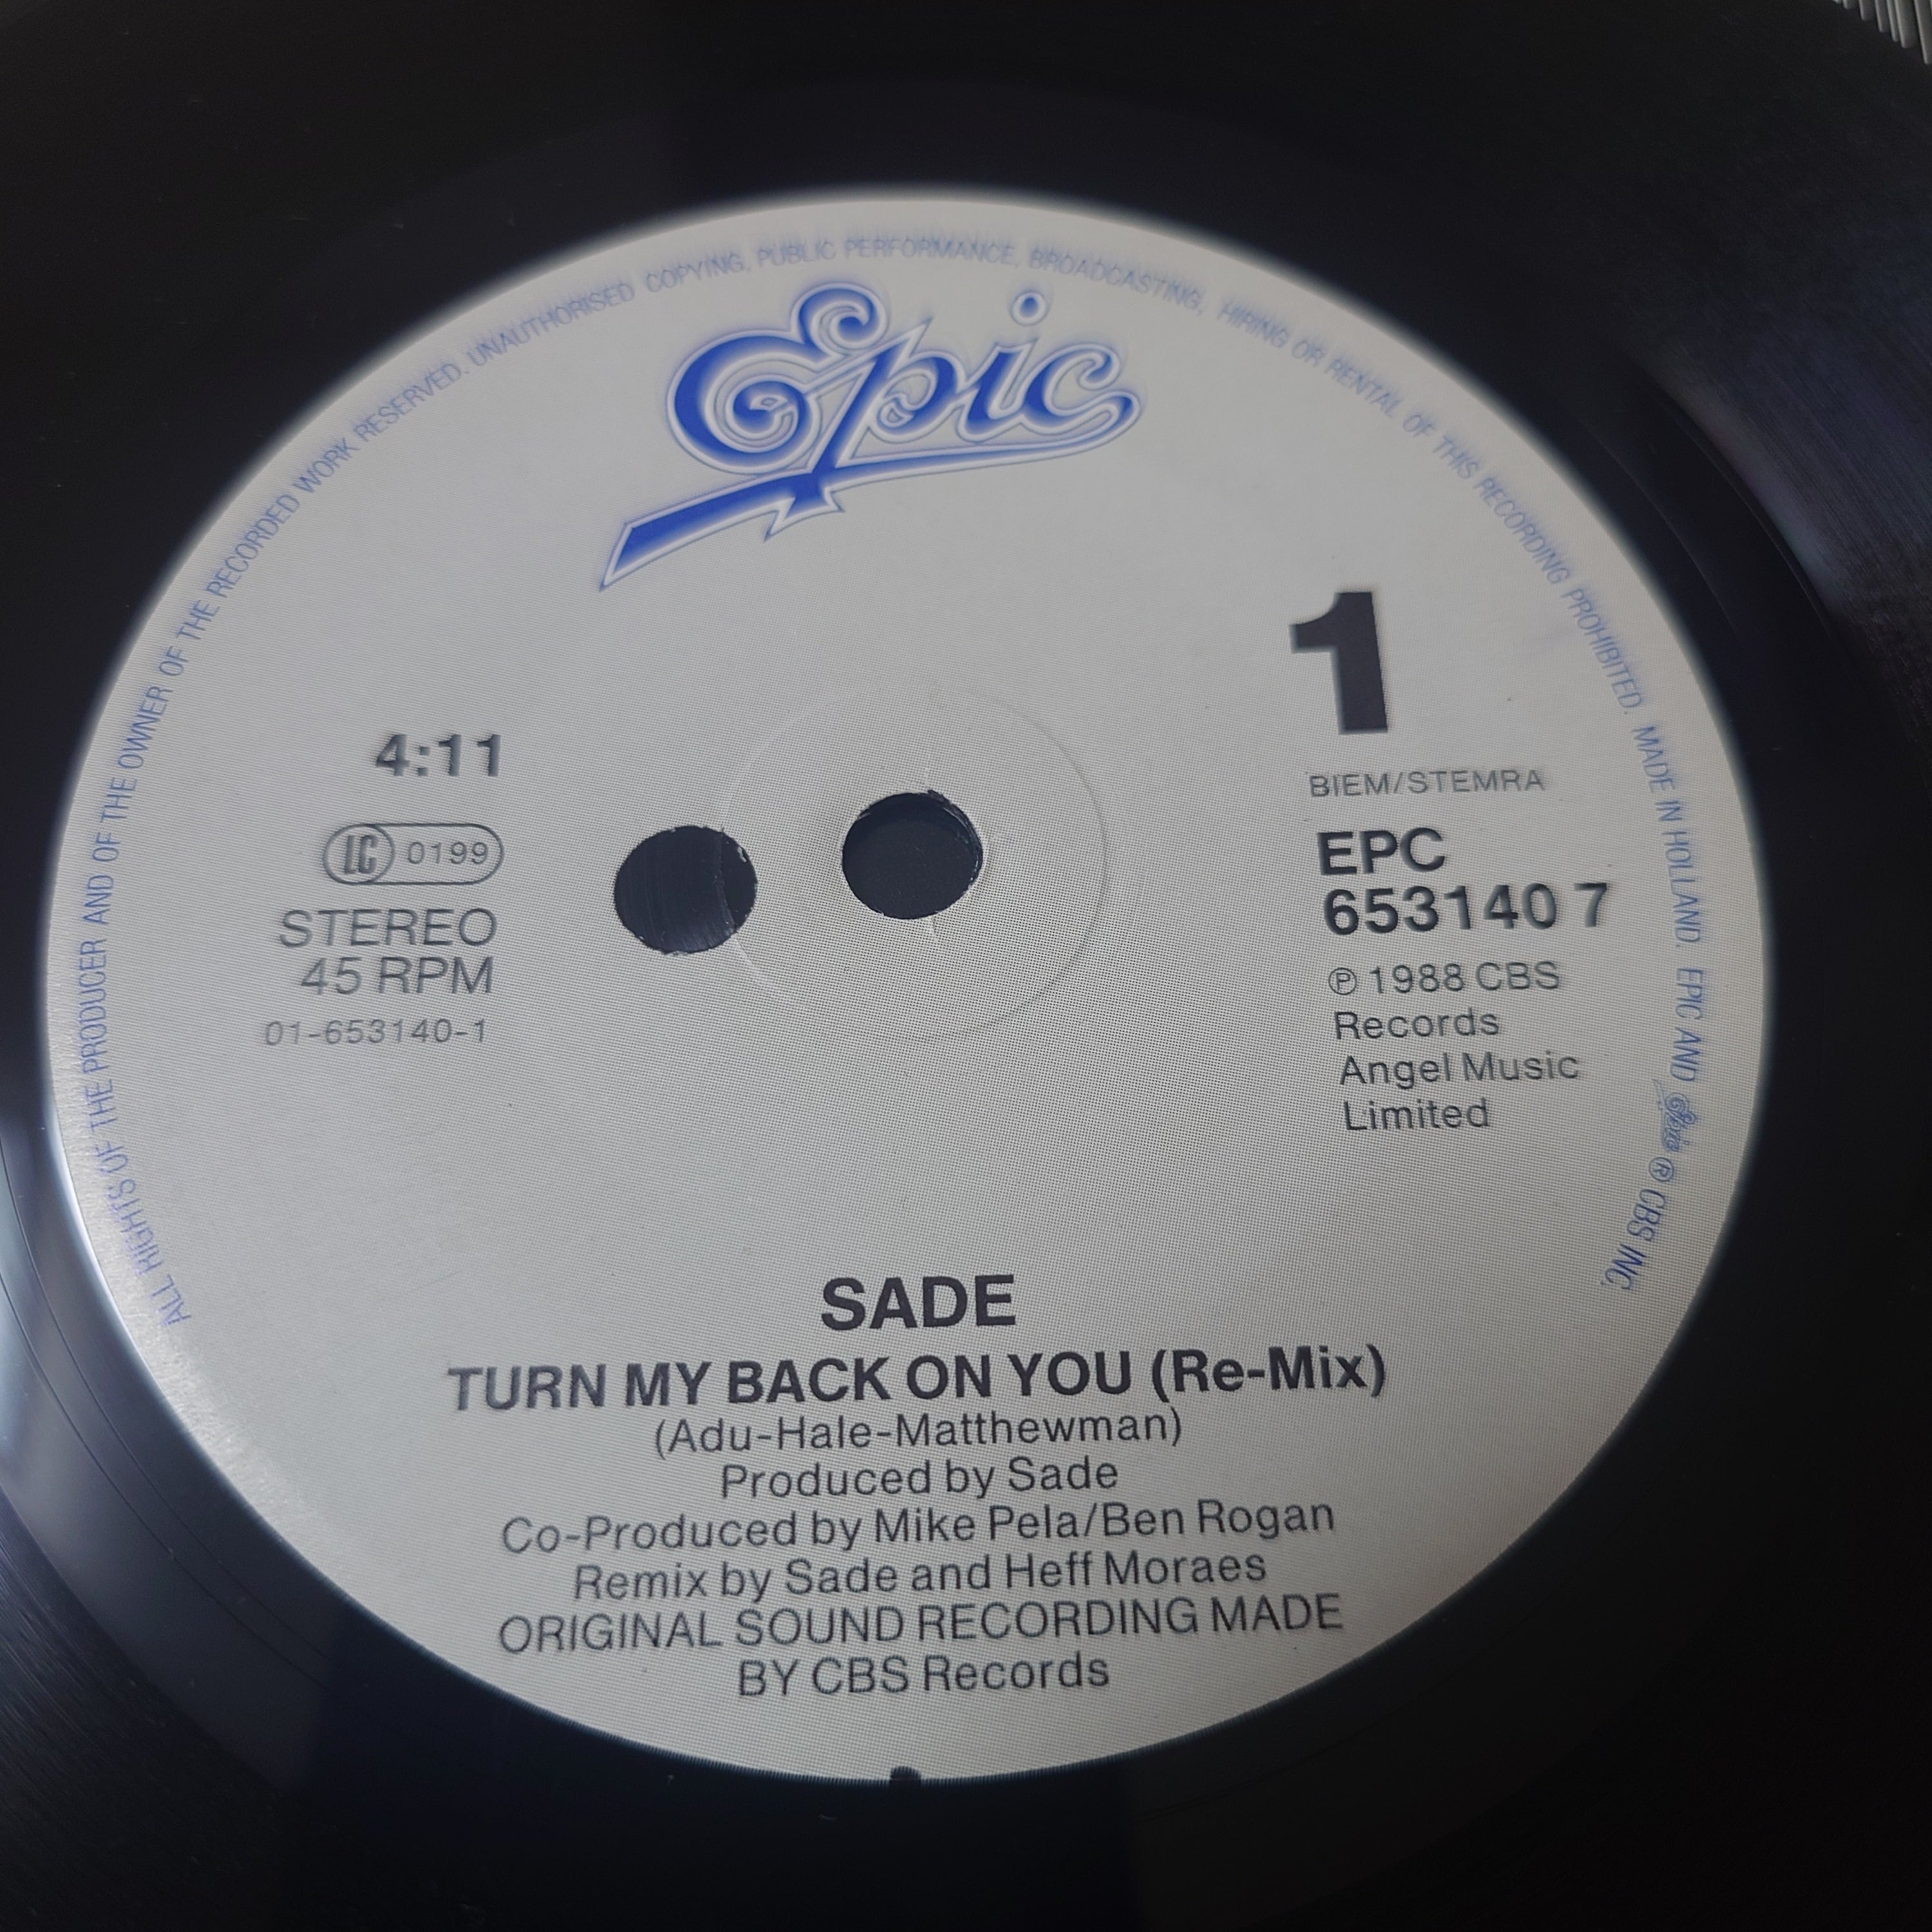 ALL RIGHTS OF THE PRODUCER AND OF THE OWNER OF THE RECORDED WORK RESERVED. UNAUTHORISED COPYING, PUBLIC PERFORMANCE, BROADCASTING, HIRING OR RENTAL OF THIS RECORDING PROHIBITED. MADE IN HOLLAND. EPIC AND Epic ® CBS INC.
Epic
1
4:11
BIEM/STEMRA
LC 0199
EPC
653140 7
STEREO
45 RPM
℗ 1988 CBS
01-653140-1
Records
Angel Music
Limited
SADE
TURN MY BACK ON YOU (Re-Mix)
(Adu-Hale-Matthewman)
Produced by Sade
Co-Produced by Mike Pela/Ben Rogan
Remix by Sade and Heff Moraes
ORIGINAL SOUND RECORDING MADE
BY CBS Records